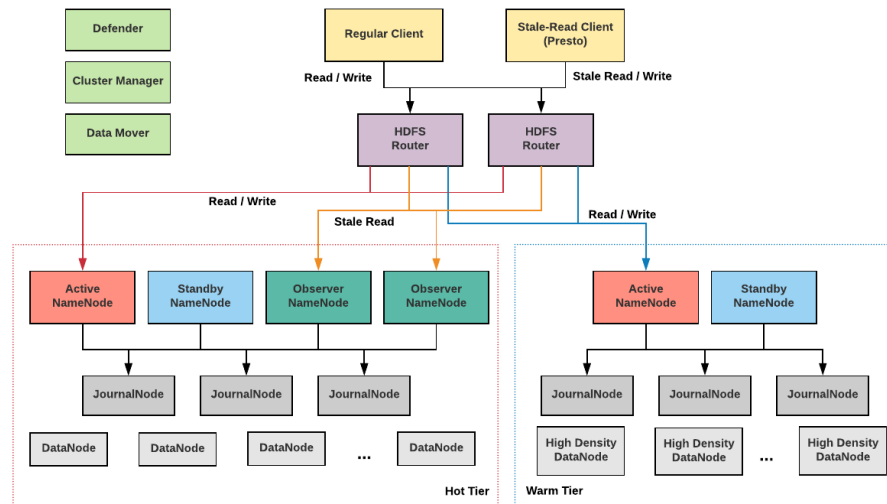 Defender
Cluster Manager
Data Mover
Regular Client
Stale-Read Client
(Presto)
Read / Write
Stale Read / Write
HDFS
Router
HDFS
Router
Read / Write
Stale Read
Read / Write
Active
NameNode
Standby
NameNode
Observer
NameNode
Observer
NameNode
Active
NameNode
Standby
NameNode
JournalNode
JournalNode
JournalNode
JournalNode
JournalNode
JournalNode
DataNode
DataNode
DataNode
...
DataNode
High Density
DataNode
High Density
DataNode
...
High Density
DataNode
Hot Tier
Warm Tier